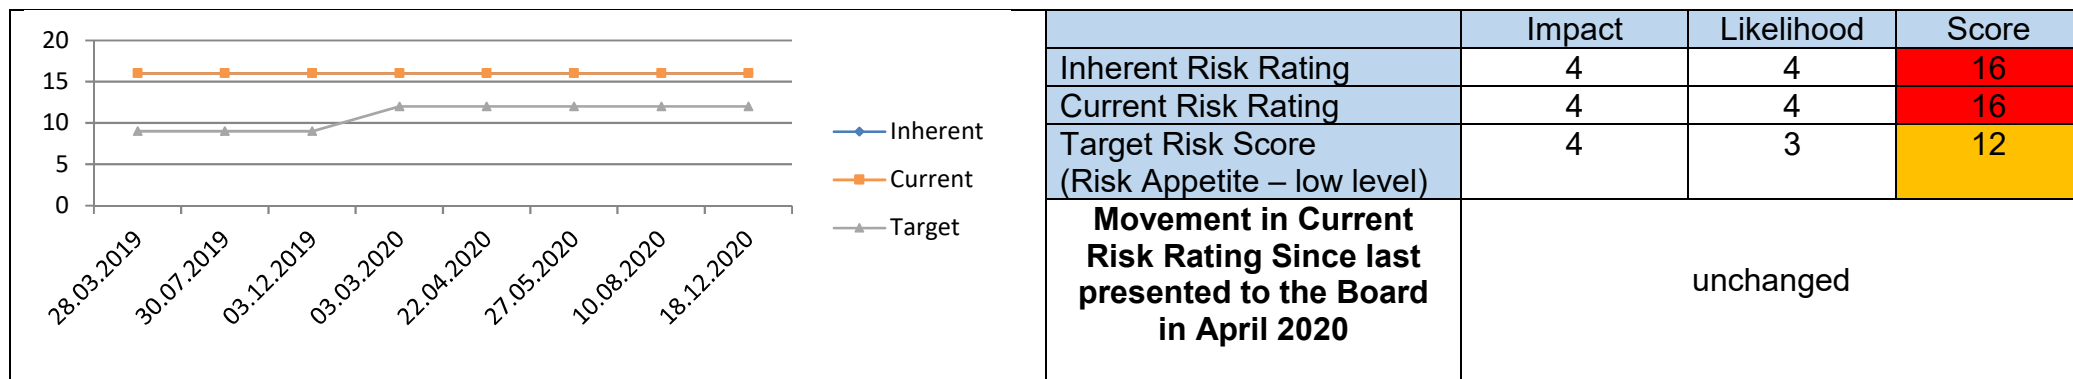 20
15
10
5
0
28.03.2019
30.07.2019
03.12.2019
03.03.2020
22.04.2020
27.05.2020
10.08.2020
18.12.2020
Inherent
Current
Target
Impact Likelihood Score
Inherent Risk Rating 4 4 16
Current Risk Rating 4 4 16
Target Risk Score 4 3 12
(Risk Appetite – low level)
Movement in Current
Risk Rating Since last
presented to the Board
in April 2020
unchanged